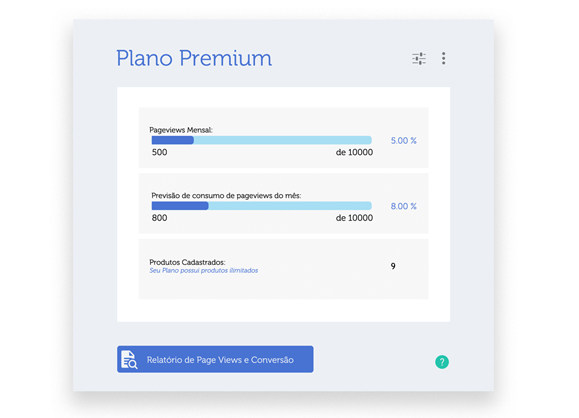 Plano Premium
Pageviews Mensal:
5.00 %
500 de 10000
Previsão de consumo de pageviews do mês:
8.00 %
800 de 10000
Produtos Cadastrados:
Seu Plano possui produtos ilimitados
9
Relatório de Page Views e Conversão
?